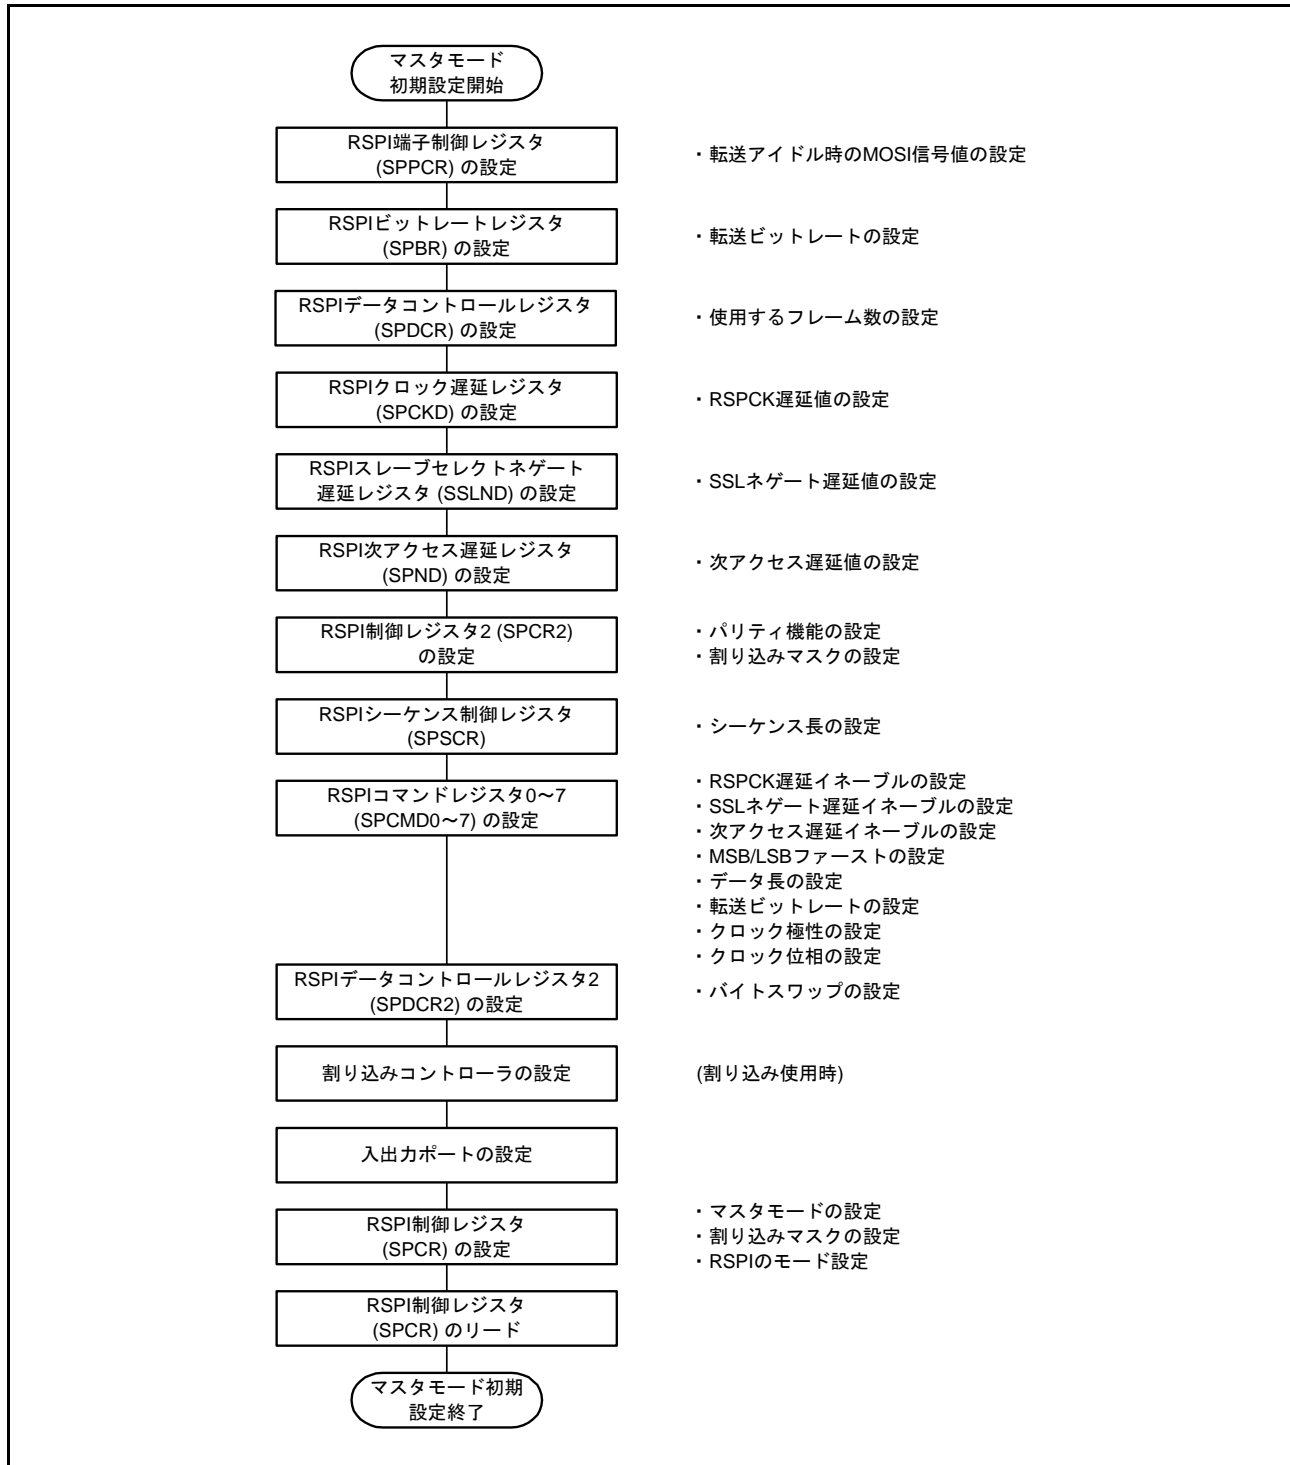 マスタモード
初期設定開始
RSPI端子制御レジスタ
(SPPCR) の設定
・転送アイドル時のMOSI信号値の設定
RSPIビットレートレジスタ
(SPBR) の設定
・転送ビットレートの設定
RSPIデータコントロールレジスタ
(SPDCR) の設定
・使用するフレーム数の設定
RSPIクロック遅延レジスタ
(SPCKD) の設定
・RSPCK遅延値の設定
RSPIスレーブセレクトネゲート
遅延レジスタ (SSLND) の設定
・SSLネゲート遅延値の設定
RSPI次アクセス遅延レジスタ
(SPND) の設定
・次アクセス遅延値の設定
RSPI制御レジスタ2 (SPCR2)
の設定
・パリティ機能の設定
・割り込みマスクの設定
RSPIシーケンス制御レジスタ
(SPSCR)
・シーケンス長の設定
RSPIコマンドレジスタ0～7
(SPCMD0～7) の設定
・RSPCK遅延イネーブルの設定
・SSLネゲート遅延イネーブルの設定
・次アクセス遅延イネーブルの設定
・MSB/LSBファーストの設定
・データ長の設定
・転送ビットレートの設定
・クロック極性の設定
・クロック位相の設定
RSPIデータコントロールレジスタ2
(SPDCR2) の設定
・バイトスワップの設定
割り込みコントローラの設定
(割り込み使用時)
入出力ポートの設定
RSPI制御レジスタ
(SPCR) の設定
・マスタモードの設定
・割り込みマスクの設定
・RSPIのモード設定
RSPI制御レジスタ
(SPCR) のリード
マスタモード初期
設定終了